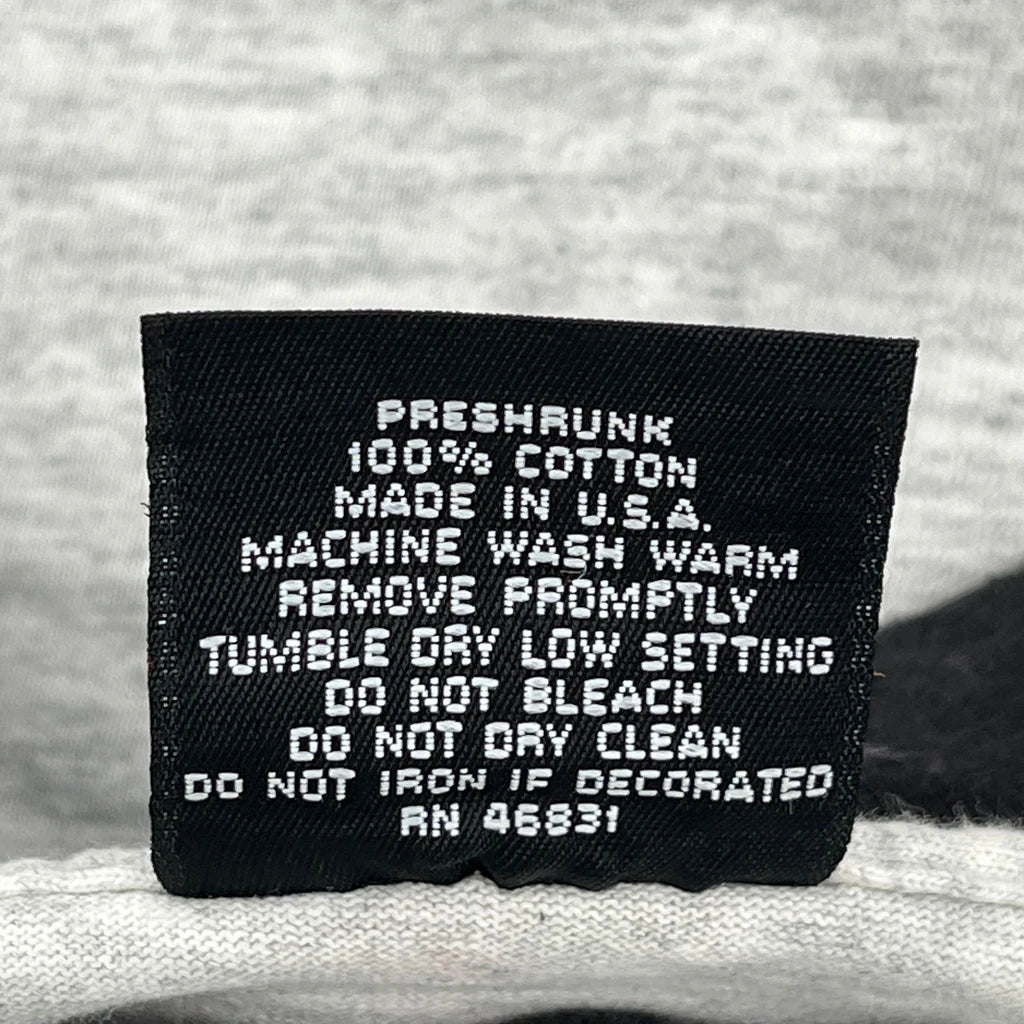 PRESHRUNK
100% COTTON
MADE IN U.S.A.
MACHINE WASH WARM
REMOVE PROMPTLY
TUMBLE DRY LOW SETTING
DO NOT BLEACH
DO NOT DRY CLEAN
DO NOT IRON IF DECORATED
RN 46831